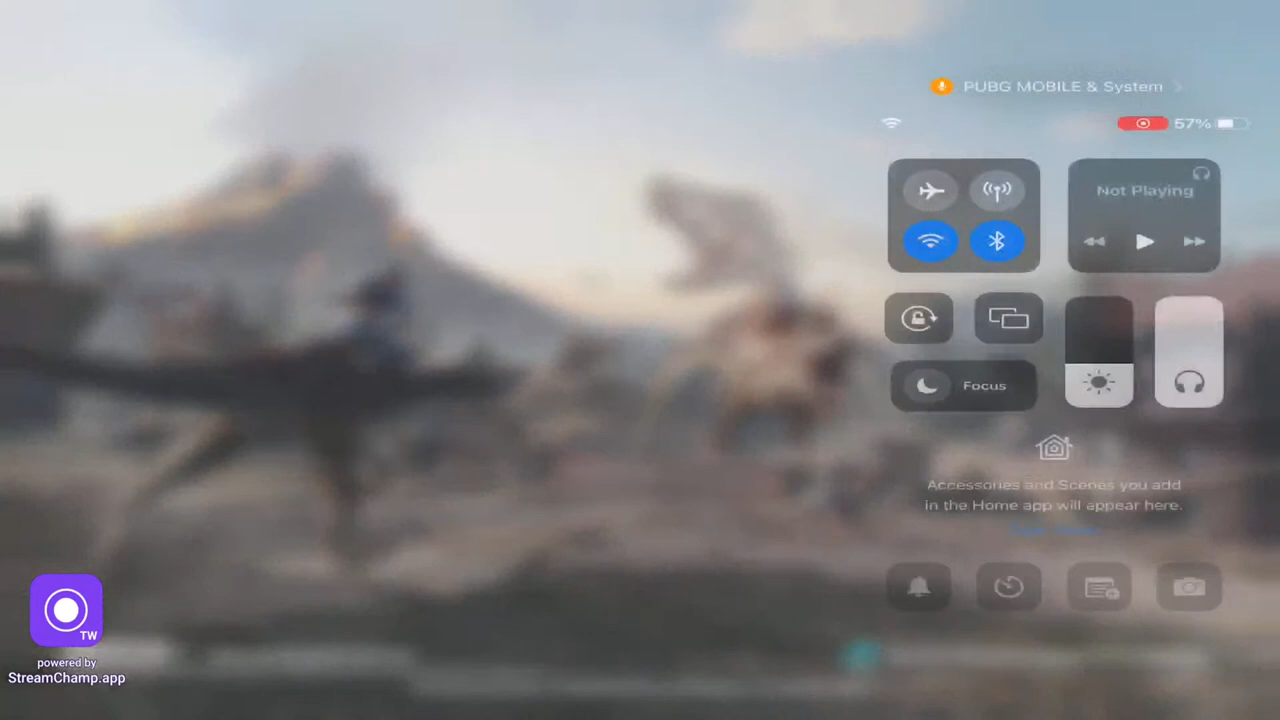 PUBG MOBILE & System
57%
Not Playing
Focus
Accessories and Scenes you add
in the Home app will appear here.
TW
powered by
StreamChamp.app